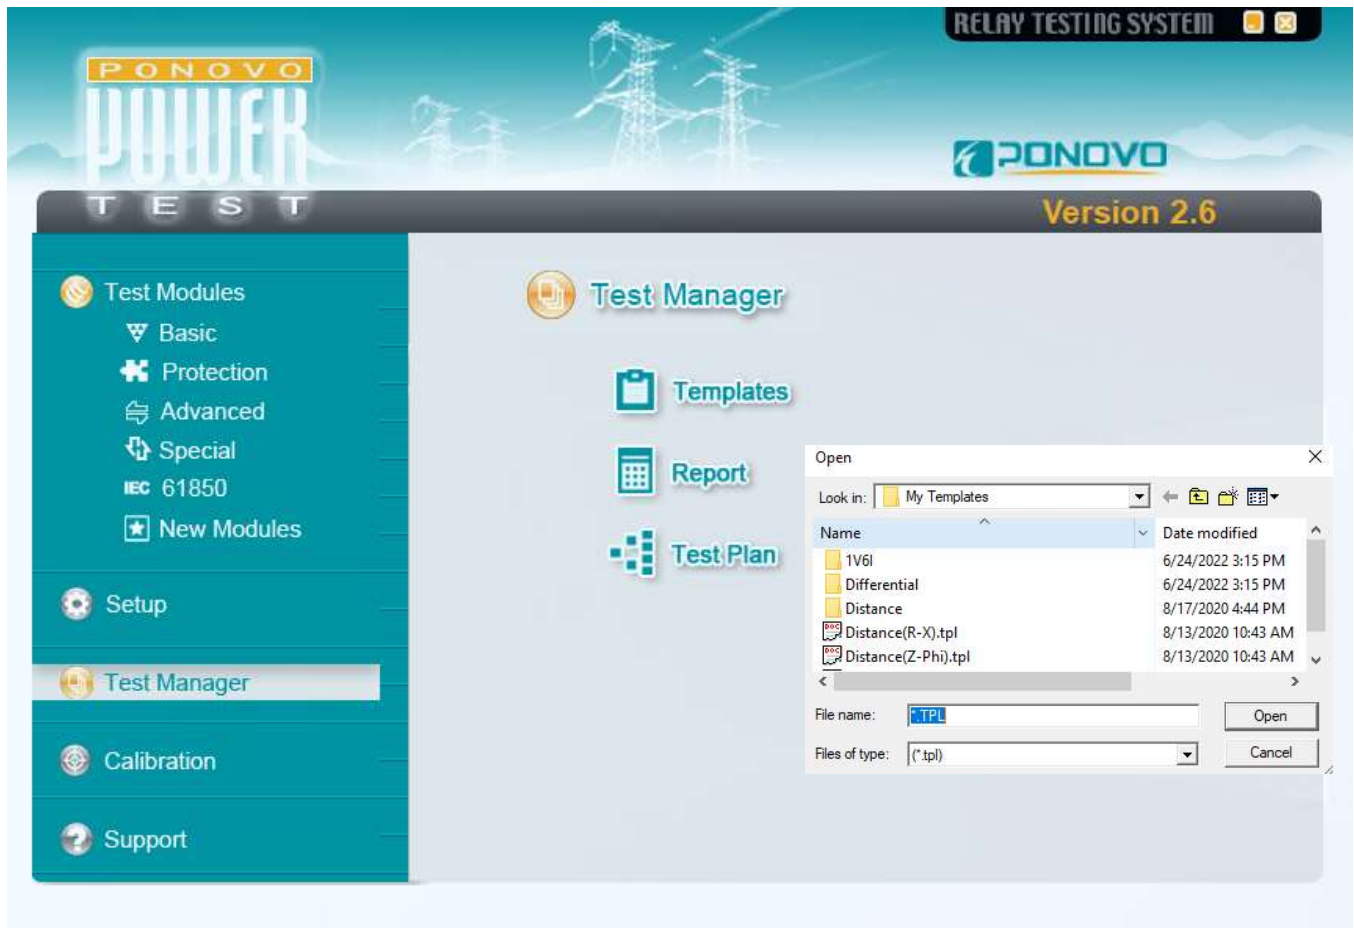 RELAY TESTING SYSTEM
PONOVO
POWER
TEST
PONOVO
Version 2.6
Test Modules
Basic
Protection
Advanced
Special
IEC 61850
New Modules
Setup
Test Manager
Calibration
Support
Test Manager
Templates
Report
Test Plan
Open
Look in: My Templates
Name Date modified
1V6I 6/24/2022 3:15 PM
Differential 6/24/2022 3:15 PM
Distance 8/17/2020 4:44 PM
Distance(R-X).tpl 8/13/2020 10:43 AM
Distance(Z-Phi).tpl 8/13/2020 10:43 AM
File name: *.TPL Open
Files of type: (*.tpl) Cancel